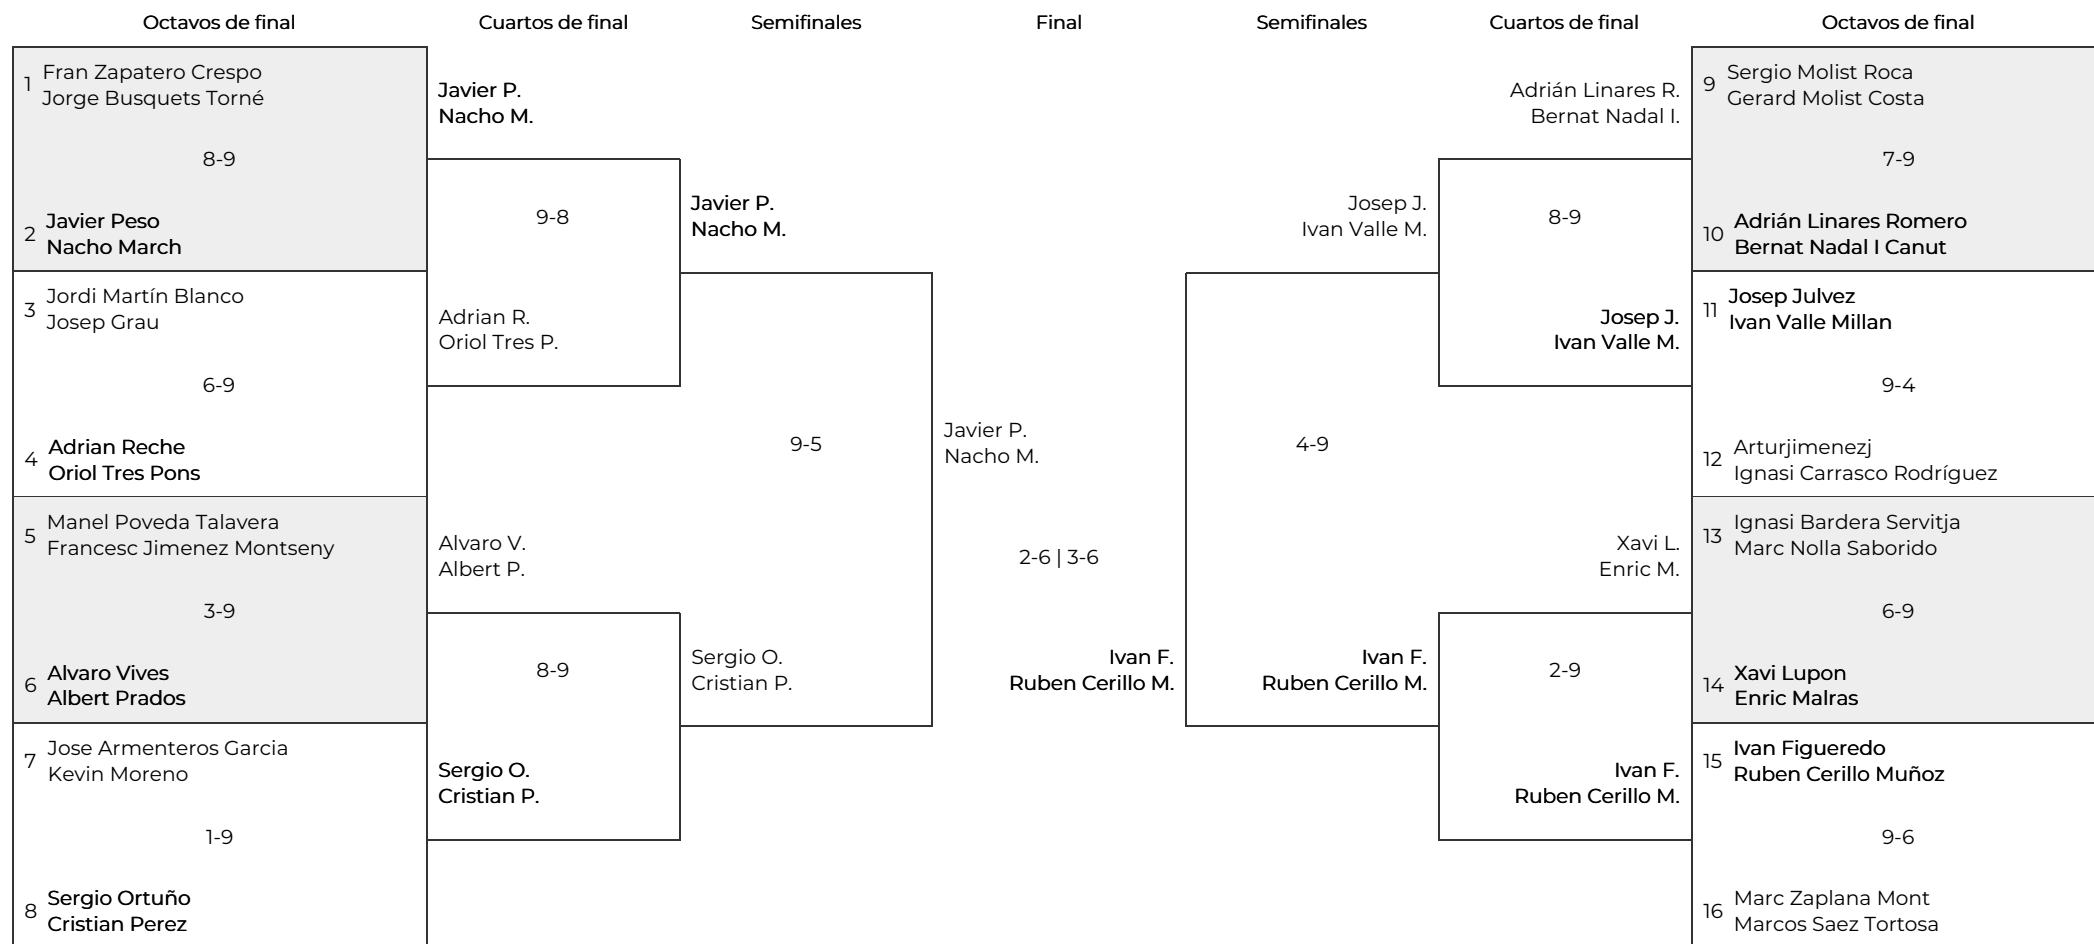 Octavos de final
Cuartos de final
Semifinales
Final
Semifinales
Cuartos de final
Octavos de final
1
Fran Zapatero Crespo
Jorge Busquets Torné
8-9
2
Javier Peso
Nacho March
3
Jordi Martín Blanco
Josep Grau
6-9
4
Adrian Reche
Oriol Tres Pons
5
Manel Poveda Talavera
Francesc Jimenez Montseny
3-9
6
Alvaro Vives
Albert Prados
7
Jose Armenteros Garcia
Kevin Moreno
1-9
8
Sergio Ortuño
Cristian Perez
Javier P.
Nacho M.
9-8
Adrian R.
Oriol Tres P.
Alvaro V.
Albert P.
8-9
Sergio O.
Cristian P.
Javier P.
Nacho M.
9-5
Sergio O.
Cristian P.
Javier P.
Nacho M.
2-6 | 3-6
Ivan F.
Ruben Cerillo M.
Josep J.
Ivan Valle M.
4-9
Ivan F.
Ruben Cerillo M.
Adrián Linares R.
Bernat Nadal I.
8-9
Josep J.
Ivan Valle M.
Xavi L.
Enric M.
2-9
Ivan F.
Ruben Cerillo M.
9
Sergio Molist Roca
Gerard Molist Costa
7-9
10
Adrián Linares Romero
Bernat Nadal I Canut
11
Josep Julvez
Ivan Valle Millan
9-4
12
Arturjimenezj
Ignasi Carrasco Rodríguez
13
Ignasi Bardera Servitja
Marc Nolla Saborido
6-9
14
Xavi Lupon
Enric Malras
15
Ivan Figueredo
Ruben Cerillo Muñoz
9-6
16
Marc Zaplana Mont
Marcos Saez Tortosa